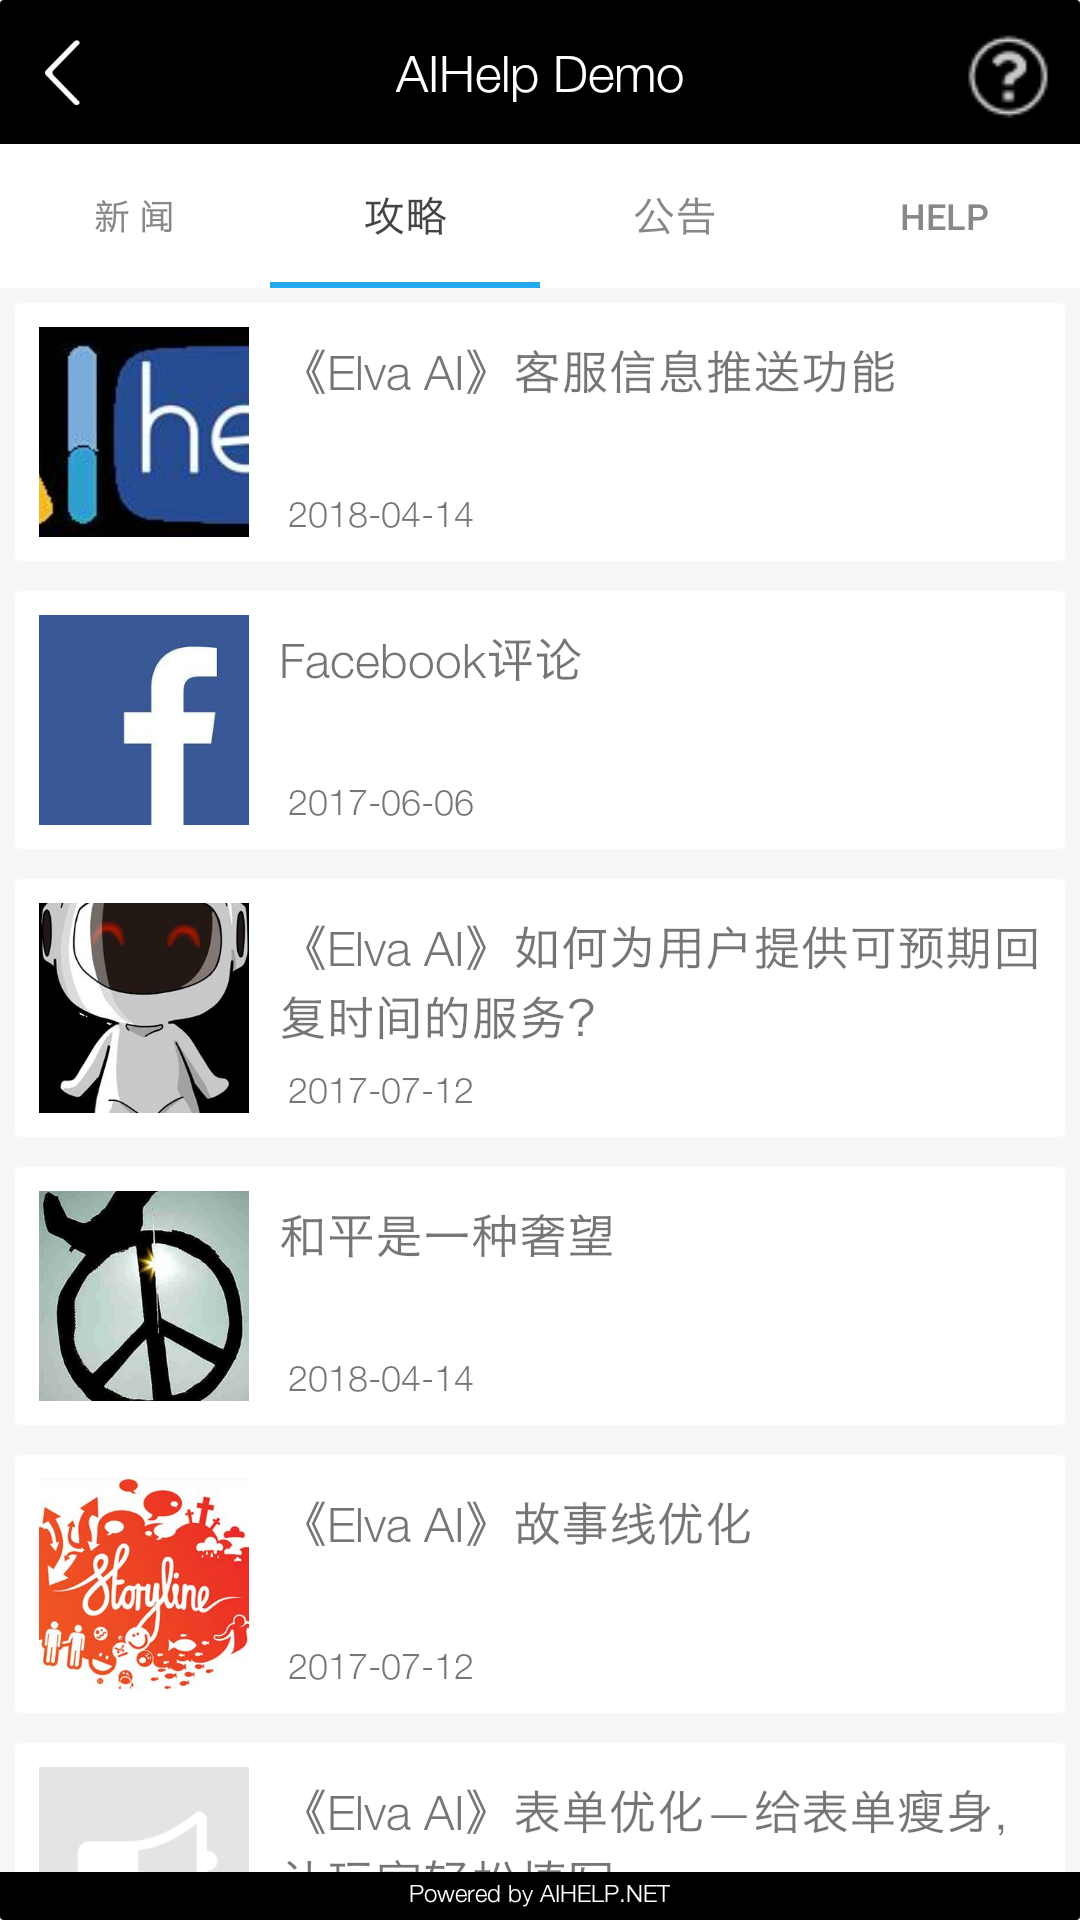 AIHelp Demo
新 闻
攻略
公告
HELP
he
《Elva AI》客服信息推送功能
2018-04-14
Facebook评论
2017-06-06
《Elva AI》如何为用户提供可预期回
复时间的服务?
2017-07-12
和平是一种奢望
2018-04-14
Storyline
《Elva AI》故事线优化
2017-07-12
《Elva AI》表单优化—给表单瘦身,
Powered by AIHELP.NET